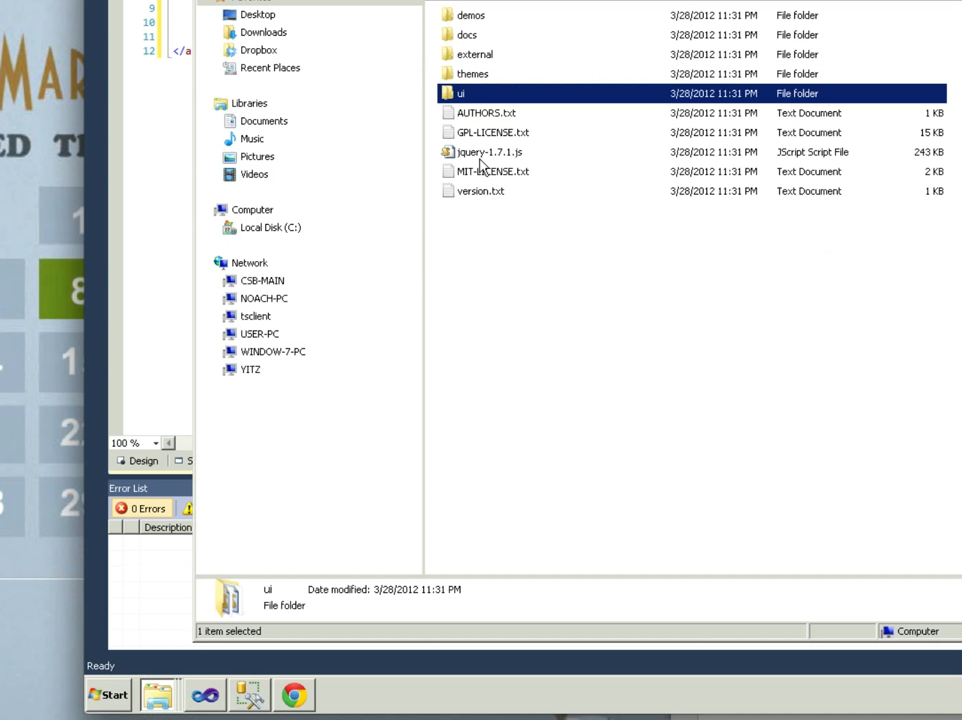 9
10
11
12 </a
Desktop
Downloads
Dropbox
Recent Places
Libraries
Documents
Music
Pictures
Videos
Computer
Local Disk (C:)
Network
CSB-MAIN
NOACH-PC
tsclient
USER-PC
WINDOW-7-PC
YITZ
demos 3/28/2012 11:31 PM File folder
docs 3/28/2012 11:31 PM File folder
external 3/28/2012 11:31 PM File folder
themes 3/28/2012 11:31 PM File folder
ui 3/28/2012 11:31 PM File folder
AUTHORS.txt 3/28/2012 11:31 PM Text Document 1 KB
GPL-LICENSE.txt 3/28/2012 11:31 PM Text Document 15 KB
jquery-1.7.1.js 3/28/2012 11:31 PM JScript Script File 243 KB
MIT-LICENSE.txt 3/28/2012 11:31 PM Text Document 2 KB
version.txt 3/28/2012 11:31 PM Text Document 1 KB
MAR
ED T
1
8
22
100 %
Design S
Error List
0 Errors
Description
ui Date modified: 3/28/2012 11:31 PM
File folder
1 item selected
Computer
Ready
Start